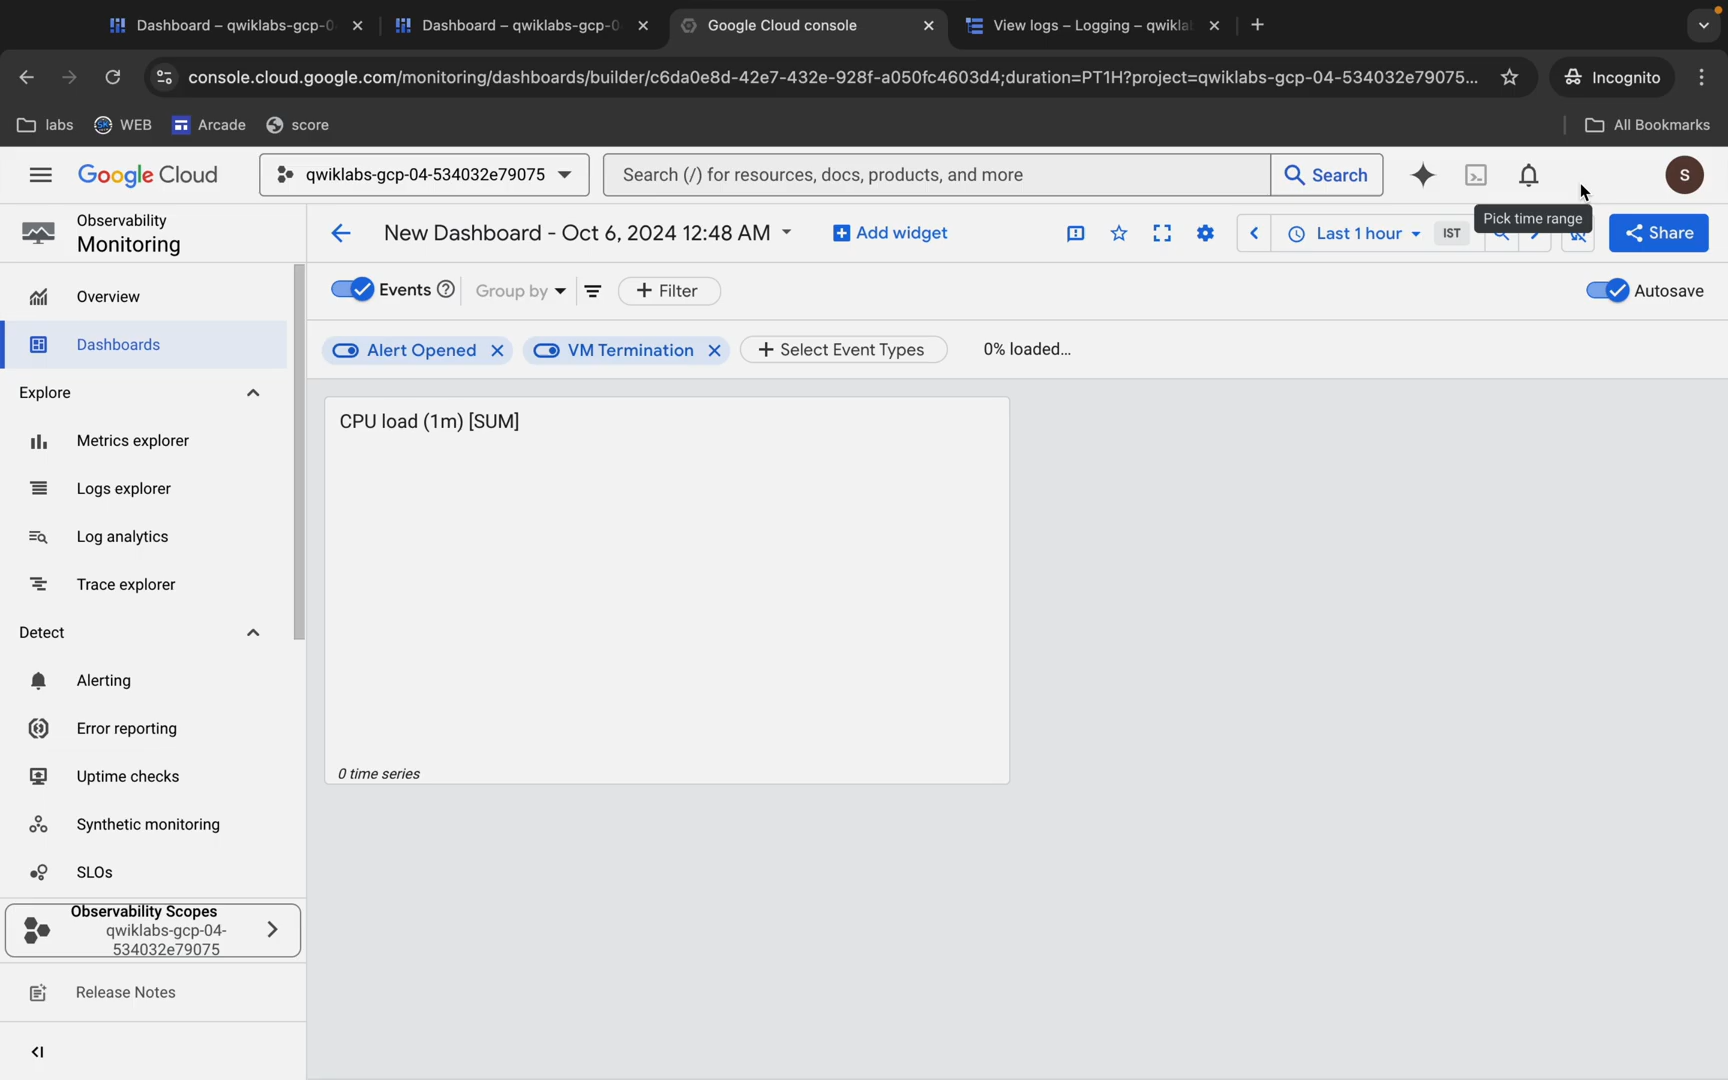 Dashboard – qwiklabs-gcp-0
Dashboard – qwiklabs-gcp-0
Google Cloud console
View logs – Logging – qwikla
console.cloud.google.com/monitoring/dashboards/builder/c6da0e8d-42e7-432e-928f-a050fc4603d4;duration=PT1H?project=qwiklabs-gcp-04-534032e79075...
Incognito
labs
WEB
Arcade
score
All Bookmarks
Google Cloud
qwiklabs-gcp-04-534032e79075
Search (/) for resources, docs, products, and more
Search
S
Observability
Monitoring
New Dashboard - Oct 6, 2024 12:48 AM
Add widget
Last 1 hour
IST
Pick time range
Share
Overview
Dashboards
Explore
Metrics explorer
Logs explorer
Log analytics
Trace explorer
Detect
Alerting
Error reporting
Uptime checks
Synthetic monitoring
SLOs
Observability Scopes
qwiklabs-gcp-04-
534032e79075
Release Notes
Events
Group by
Filter
Autosave
Alert Opened
VM Termination
Select Event Types
0% loaded...
CPU load (1m) [SUM]
0 time series